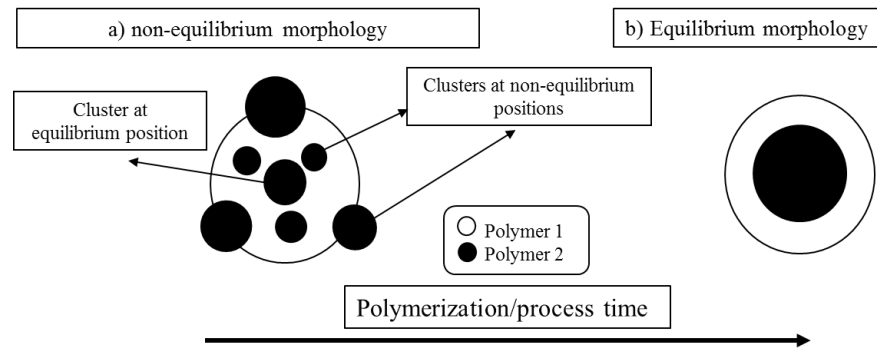 a) non-equilibrium morphology
b) Equilibrium morphology
Cluster at
equilibrium position
Clusters at non-equilibrium
positions
Polymer 1
Polymer 2
Polymerization/process time